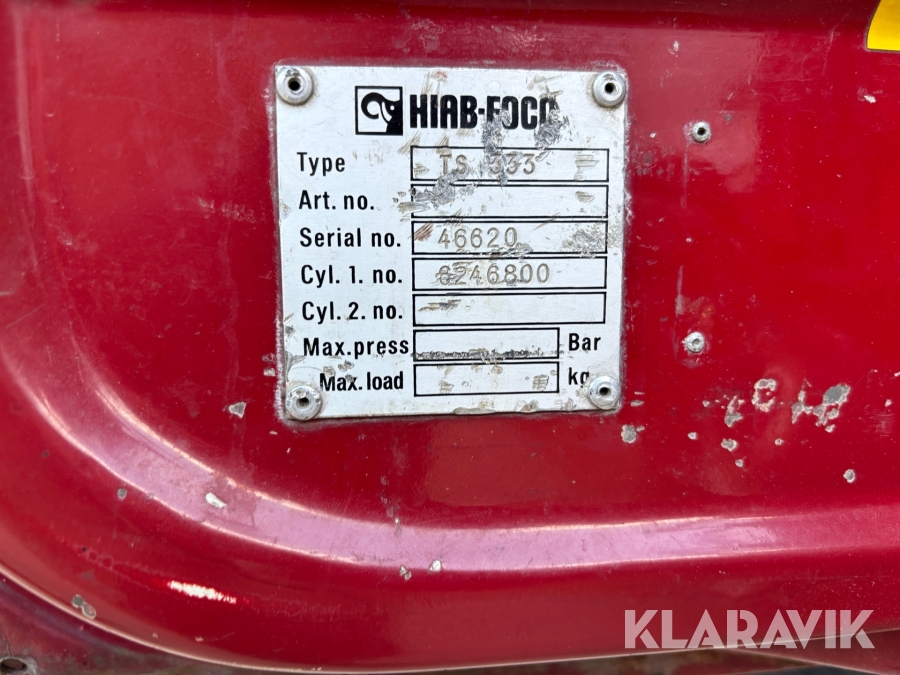 HIAB-FOCO
Type TS 333
Art. no.
Serial no. 46620
Cyl. 1. no. 6246800
Cyl. 2. no.
Max.press Bar
Max. load kg
KLARAVIK